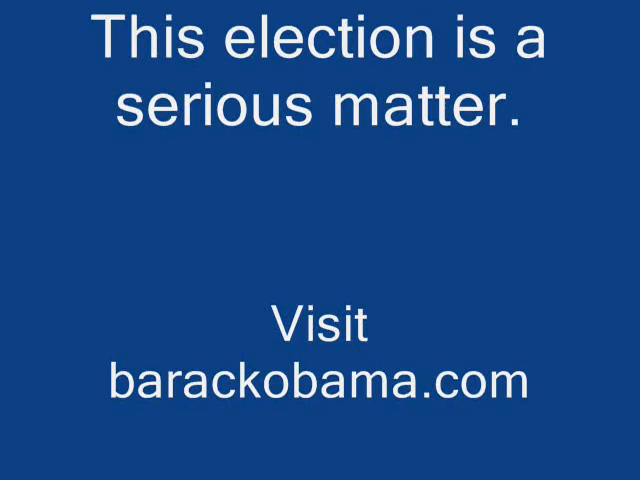 This election is a
serious matter.
Visit
barackobama.com